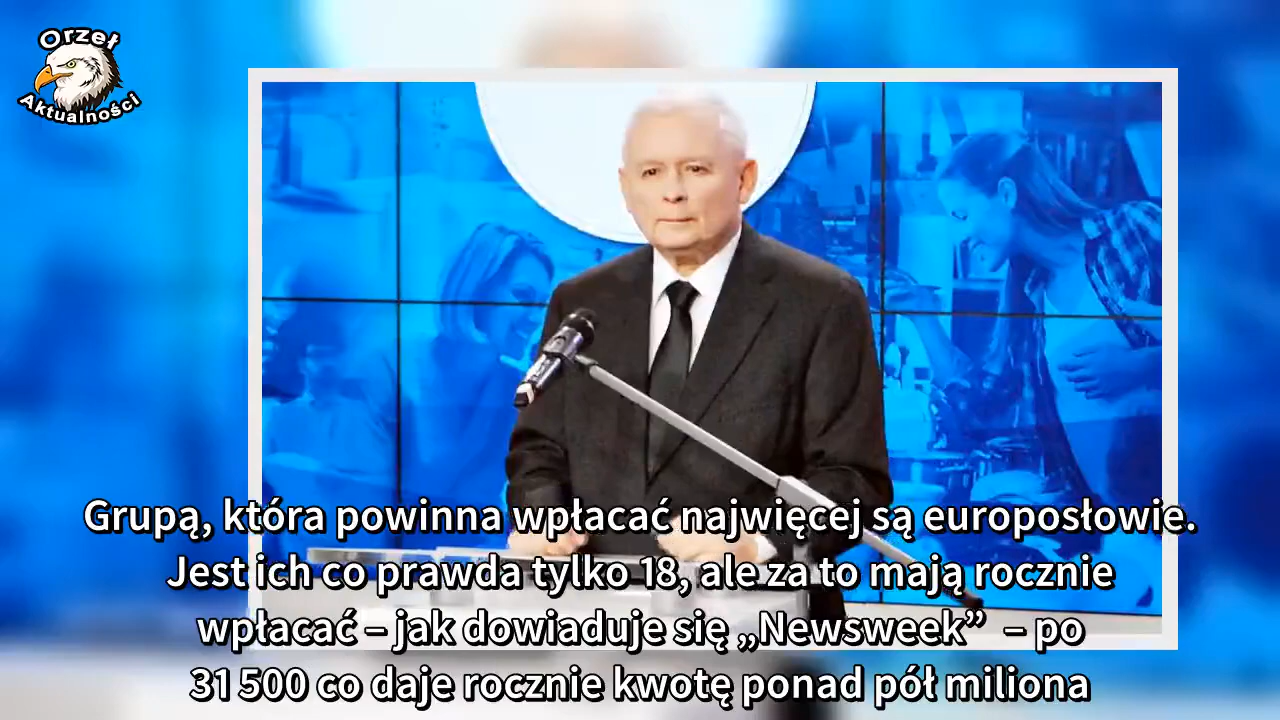 Orzeł
Aktualności
Grupą, która powinna wpłacać najwięcej są europosłowie.
Jest ich co prawda tylko 18, ale za to mają rocznie
wpłacać – jak dowiaduje się „Newsweek” – po
31 500 co daje rocznie kwotę ponad pół miliona